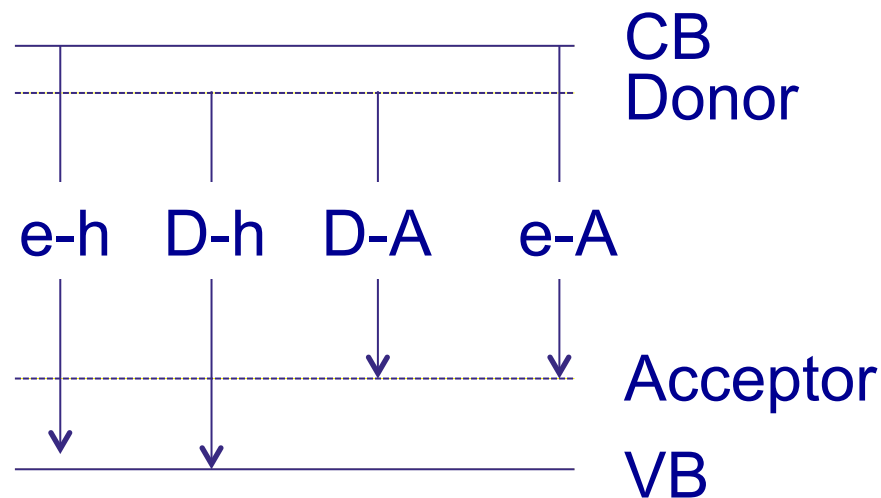 CB
Donor
e-h D-h D-A e-A
Acceptor
VB